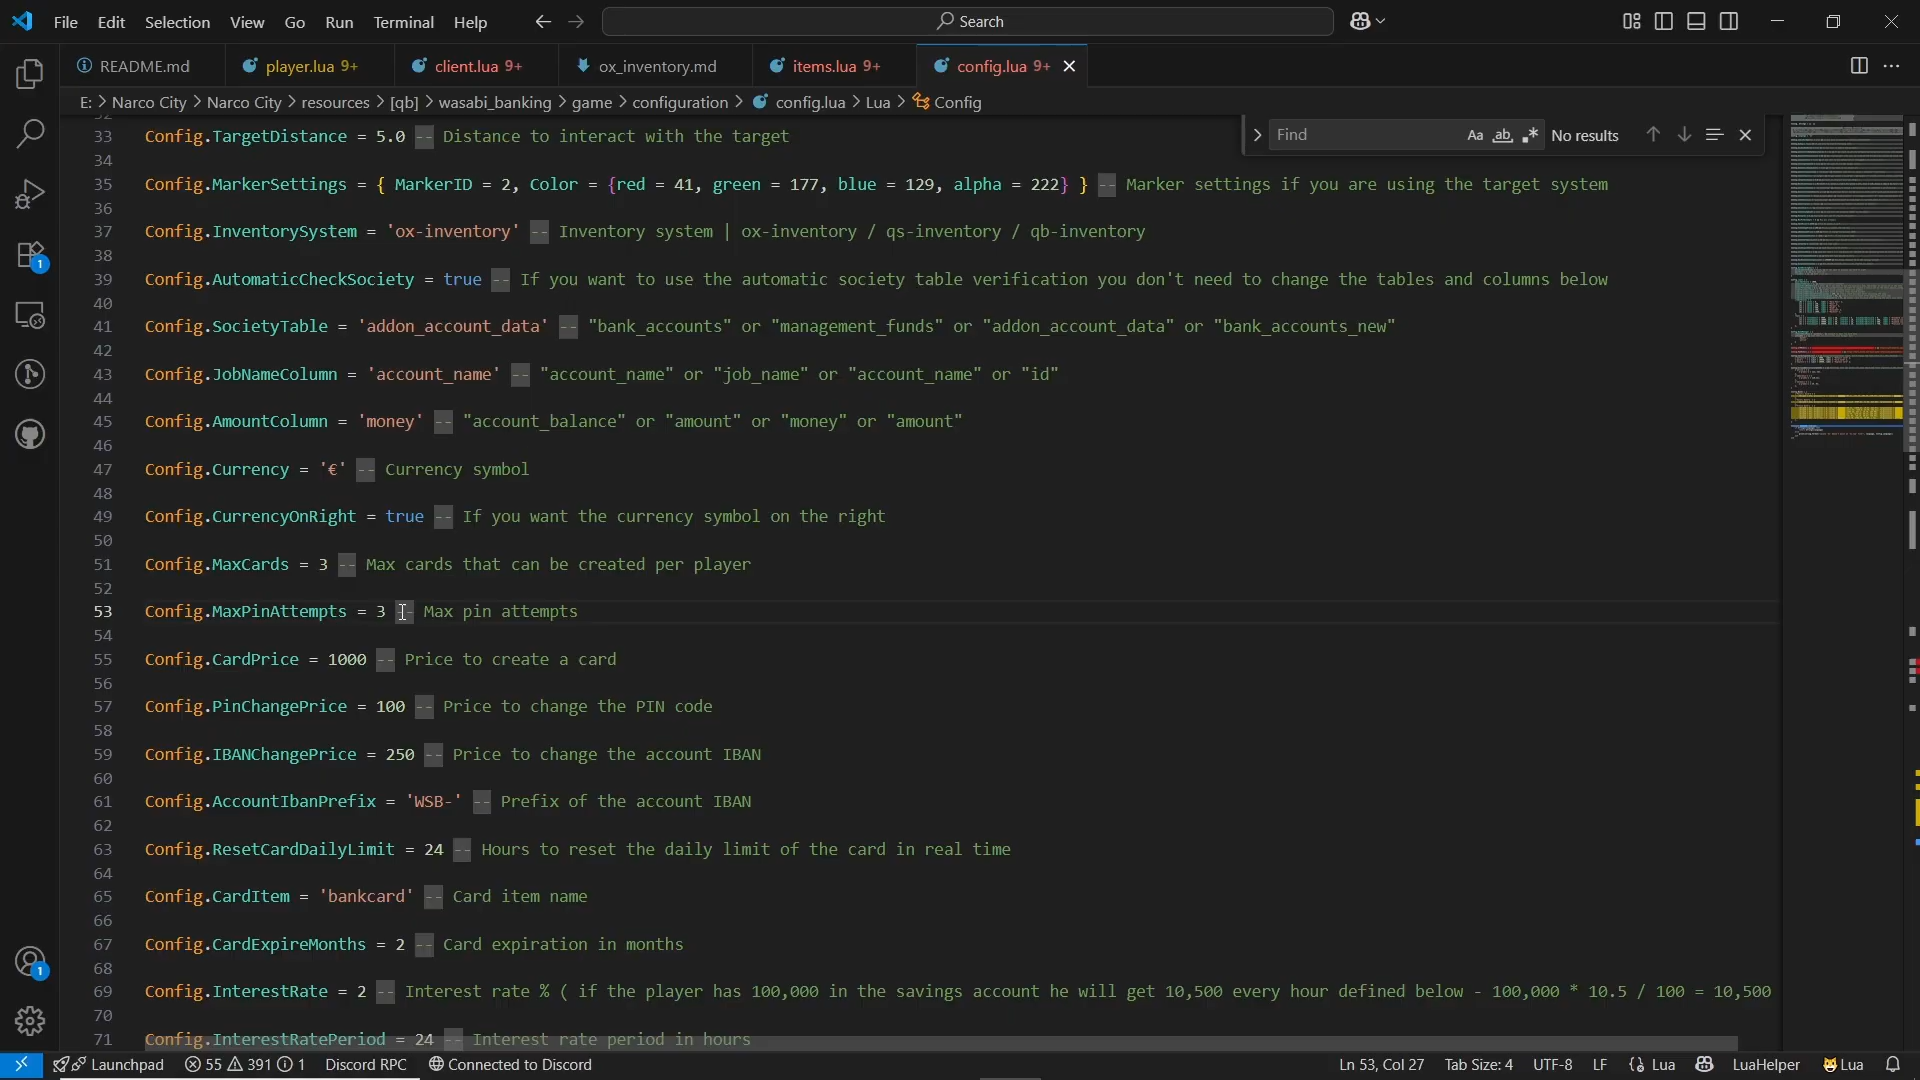 File Edit Selection View Go Run Terminal Help
Search
README.md
player.lua 9+
client.lua 9+
ox_inventory.md
items.lua 9+
config.lua 9+
E: > Narco City > Narco City > resources > [qb] > wasabi_banking > game > configuration > config.lua > Lua > Config
Find
Aa ab
No results
33 Config.TargetDistance = 5.0 -- Distance to interact with the target
34
35 Config.MarkerSettings = { MarkerID = 2, Color = {red = 41, green = 177, blue = 129, alpha = 222} } -- Marker settings if you are using the target system
36
37 Config.InventorySystem = 'ox-inventory' -- Inventory system | ox-inventory / qs-inventory / qb-inventory
38
39 Config.AutomaticCheckSociety = true -- If you want to use the automatic society table verification you don't need to change the tables and columns below
40
41 Config.SocietyTable = 'addon_account_data' -- "bank_accounts" or "management_funds" or "addon_account_data" or "bank_accounts_new"
42
43 Config.JobNameColumn = 'account_name' -- "account_name" or "job_name" or "account_name" or "id"
44
45 Config.AmountColumn = 'money' -- "account_balance" or "amount" or "money" or "amount"
46
47 Config.Currency = '€' -- Currency symbol
48
49 Config.CurrencyOnRight = true -- If you want the currency symbol on the right
50
51 Config.MaxCards = 3 -- Max cards that can be created per player
52
53 Config.MaxPinAttempts = 3 -- Max pin attempts
54
55 Config.CardPrice = 1000 -- Price to create a card
56
57 Config.PinChangePrice = 100 -- Price to change the PIN code
58
59 Config.IBANChangePrice = 250 -- Price to change the account IBAN
60
61 Config.AccountIbanPrefix = 'WSB-' -- Prefix of the account IBAN
62
63 Config.ResetCardDailyLimit = 24 -- Hours to reset the daily limit of the card in real time
64
65 Config.CardItem = 'bankcard' -- Card item name
66
67 Config.CardExpireMonths = 2 -- Card expiration in months
68
69 Config.InterestRate = 2 -- Interest rate % ( if the player has 100,000 in the savings account he will get 10,500 every hour defined below - 100,000 * 10.5 / 100 = 10,500
70
71 Config.InterestRatePeriod = 24 -- Interest rate period in hours
1
1
Launchpad 55 391 1 Discord RPC Connected to Discord
Ln 53, Col 27 Tab Size: 4 UTF-8 LF {} Lua LuaHelper Lua